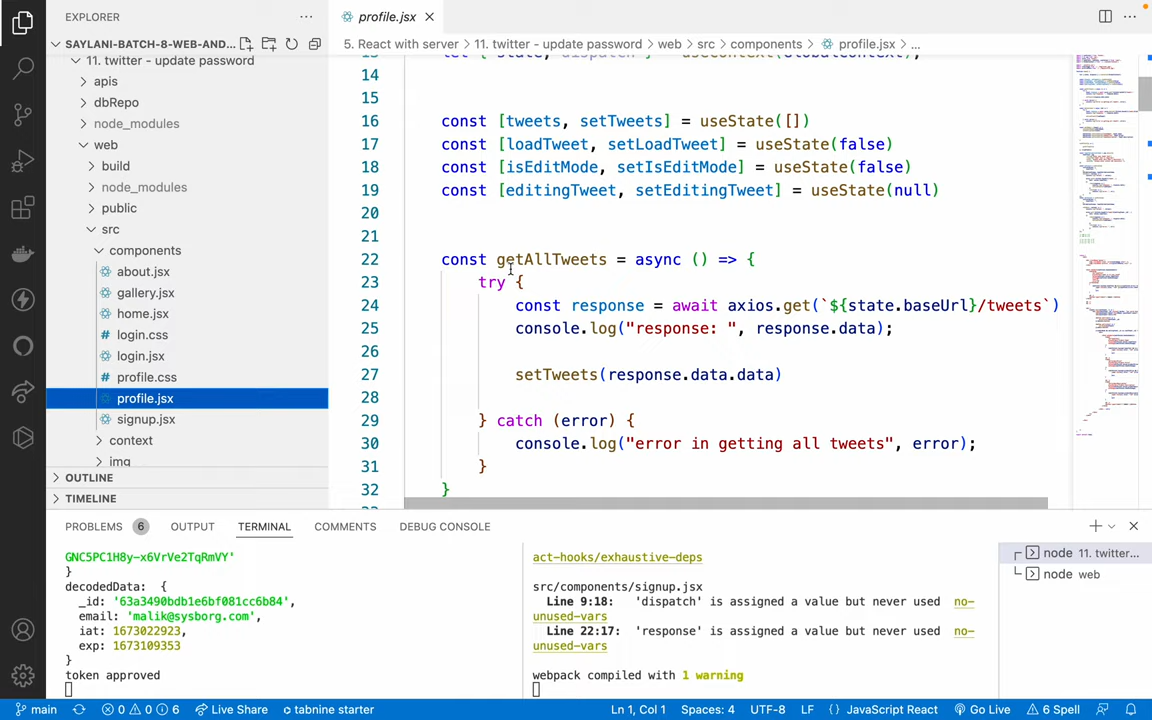 EXPLORER
profile.jsx
SAYLANI-BATCH-8-WEB-AND...
5. React with server > 11. twitter - update password > web > src > components > profile.jsx > ...
11. twitter - update password
apis
dbRepo
node_modules
web
build
node_modules
public
src
components
about.jsx
gallery.jsx
home.jsx
login.css
login.jsx
profile.css
profile.jsx
signup.jsx
context
img
OUTLINE
TIMELINE
14
15
16 const [tweets, setTweets] = useState([])
17 const [loadTweet, setLoadTweet] = useState(false)
18 const [isEditMode, setIsEditMode] = useState(false)
19 const [editingTweet, setEditingTweet] = useState(null)
20
21
22 const getAllTweets = async () => {
23 try {
24 const response = await axios.get(`${state.baseUrl}/tweets`)
25 console.log("response: ", response.data);
26
27 setTweets(response.data.data)
28
29 } catch (error) {
30 console.log("error in getting all tweets", error);
31 }
32 }
PROBLEMS 6 OUTPUT TERMINAL COMMENTS DEBUG CONSOLE
GNC5PC1H8y-x6VrVe2TqRmVY'
}
decodedData: {
_id: '63a3490bdb1e6bf081cc6b84',
email: 'malik@sysborg.com',
iat: 1673022923,
exp: 1673109353
}
token approved
act-hooks/exhaustive-deps
src/components/signup.jsx
Line 9:18: 'dispatch' is assigned a value but never used no-
unused-vars
Line 22:17: 'response' is assigned a value but never used no-
unused-vars
webpack compiled with 1 warning
node 11. twitter...
node web
main 0 0 6 Live Share tabnine starter Ln 1, Col 1 Spaces: 4 UTF-8 LF {} JavaScript React Go Live 6 Spell